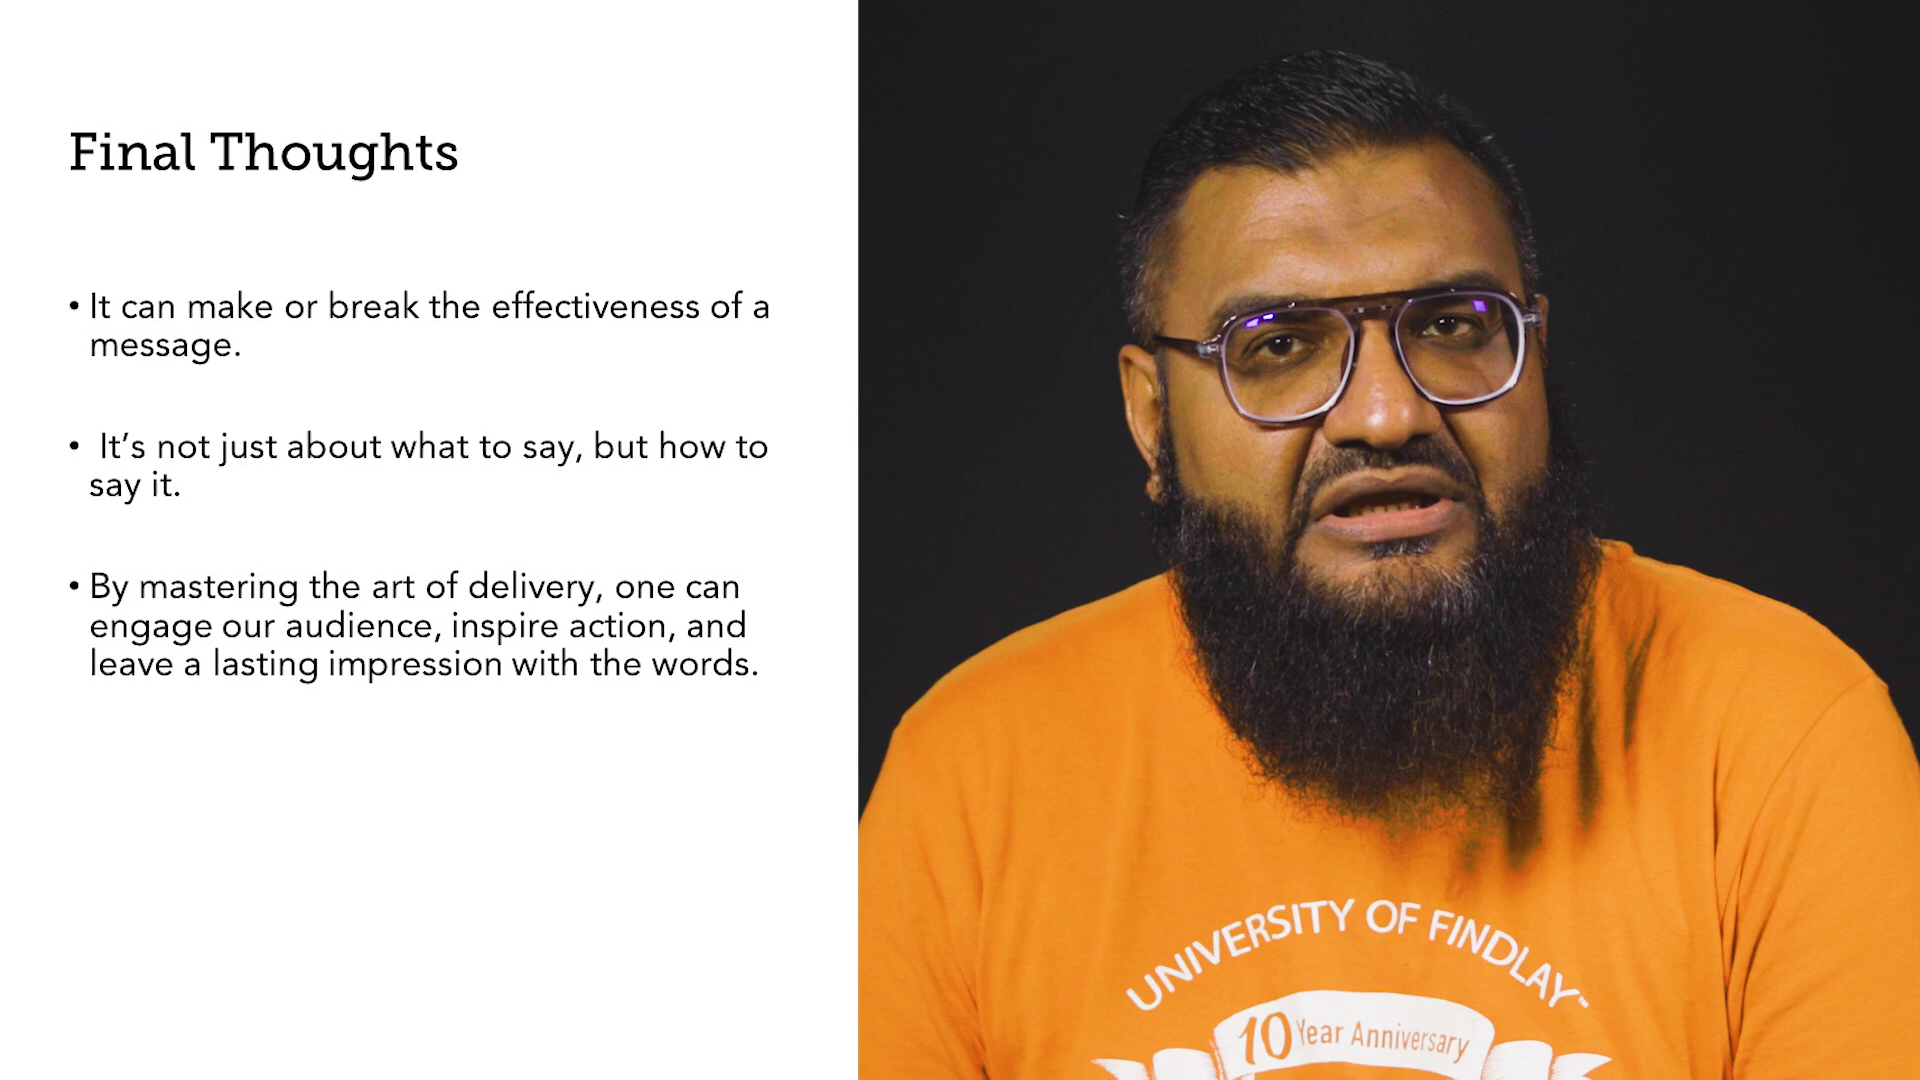 Final Thoughts
• It can make or break the effectiveness of a
message.
• It’s not just about what to say, but how to
say it.
• By mastering the art of delivery, one can
engage our audience, inspire action, and
leave a lasting impression with the words.
UNIVERSITY OF FINDLAY™
10 Year Anniversary